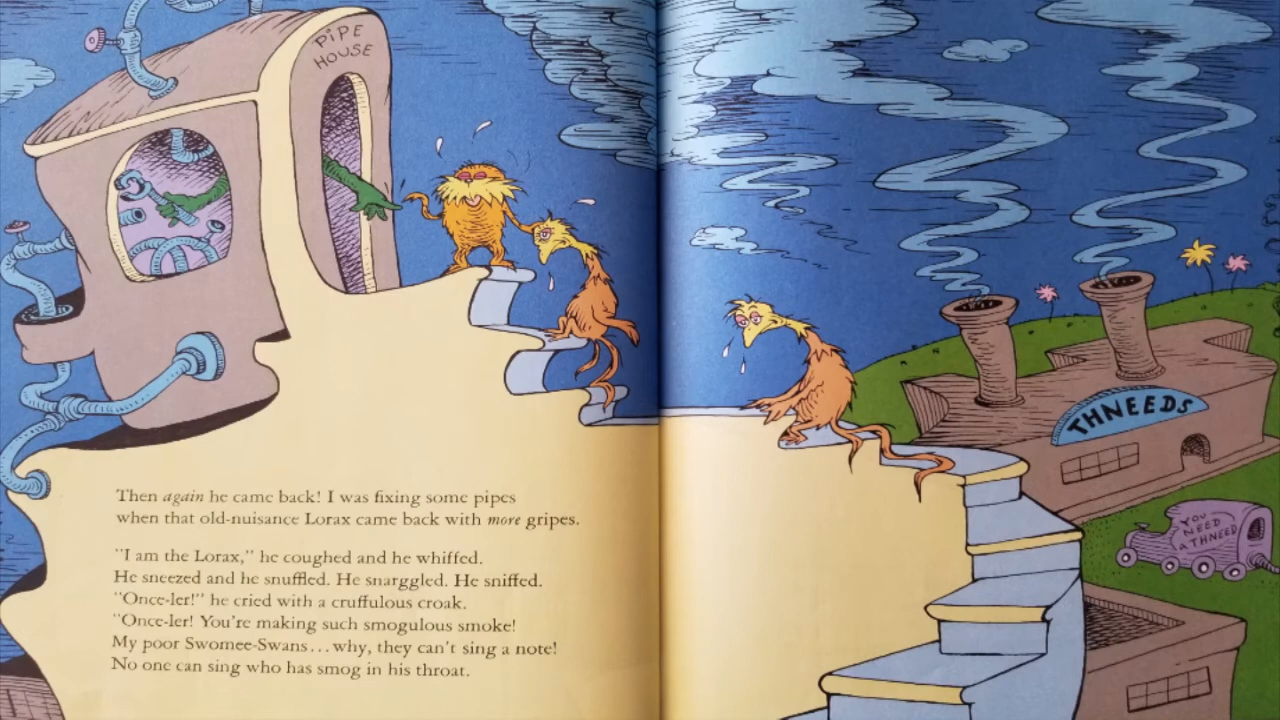 PIPE
HOUSE
Then again he came back! I was fixing some pipes
when that old-nuisance Lorax came back with more gripes.
"I am the Lorax," he coughed and he whiffed.
He sneezed and he snuffled. He snarggled. He sniffed.
"Once-ler!" he cried with a cruffulous croak.
"Once-ler! You're making such smogulous smoke!
My poor Swomee-Swans...why, they can't sing a note!
No one can sing who has smog in his throat.
THNEEDS
YOU
NEED
A THNEED